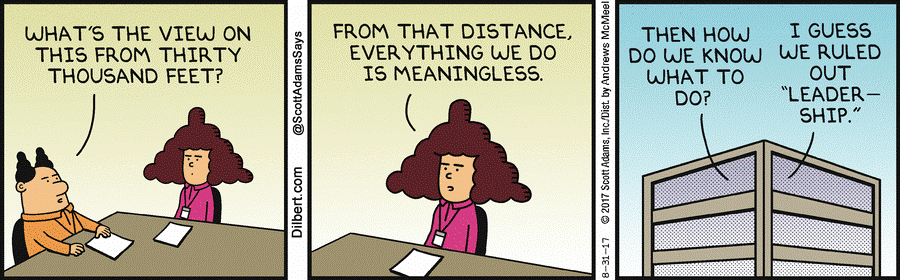 WHAT'S THE VIEW ON
THIS FROM THIRTY
THOUSAND FEET?
Dilbert.com @ScottAdamsSays
FROM THAT DISTANCE,
EVERYTHING WE DO
IS MEANINGLESS.
8-31-17 © 2017 Scott Adams, Inc./Dist. by Andrews McMeel
THEN HOW
DO WE KNOW
WHAT TO
DO?
I GUESS
WE RULED
OUT
"LEADER–
SHIP."